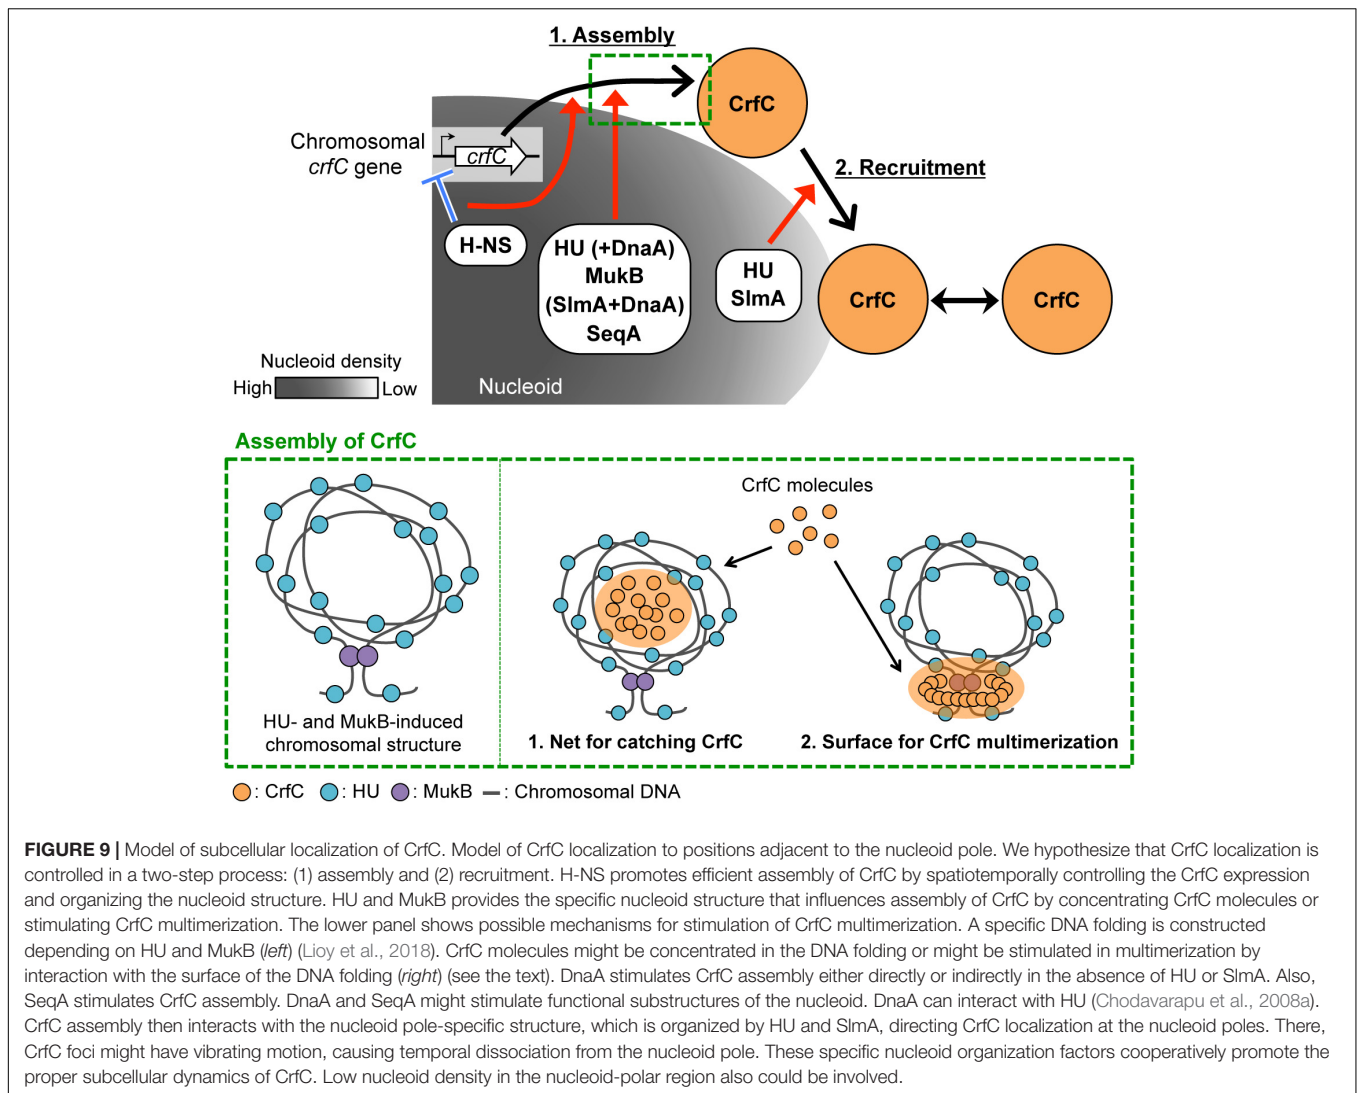 1. Assembly
CrfC
Chromosomal
crfC gene
crfC
2. Recruitment
H-NS
HU (+DnaA)
MukB
(SlmA+DnaA)
SeqA
HU
SlmA
CrfC
CrfC
Nucleoid density
High
Low
Nucleoid
Assembly of CrfC
CrfC molecules
HU- and MukB-induced
chromosomal structure
1. Net for catching CrfC
2. Surface for CrfC multimerization
: CrfC : HU : MukB : Chromosomal DNA
FIGURE 9 | Model of subcellular localization of CrfC. Model of CrfC localization to positions adjacent to the nucleoid pole. We hypothesize that CrfC localization is
controlled in a two-step process: (1) assembly and (2) recruitment. H-NS promotes efficient assembly of CrfC by spatiotemporally controlling the CrfC expression
and organizing the nucleoid structure. HU and MukB provides the specific nucleoid structure that influences assembly of CrfC by concentrating CrfC molecules or
stimulating CrfC multimerization. The lower panel shows possible mechanisms for stimulation of CrfC multimerization. A specific DNA folding is constructed
depending on HU and MukB (left) (Lioy et al., 2018). CrfC molecules might be concentrated in the DNA folding or might be stimulated in multimerization by
interaction with the surface of the DNA folding (right) (see the text). DnaA stimulates CrfC assembly either directly or indirectly in the absence of HU or SlmA. Also,
SeqA stimulates CrfC assembly. DnaA and SeqA might stimulate functional substructures of the nucleoid. DnaA can interact with HU (Chodavarapu et al., 2008a).
CrfC assembly then interacts with the nucleoid pole-specific structure, which is organized by HU and SlmA, directing CrfC localization at the nucleoid poles. There,
CrfC foci might have vibrating motion, causing temporal dissociation from the nucleoid pole. These specific nucleoid organization factors cooperatively promote the
proper subcellular dynamics of CrfC. Low nucleoid density in the nucleoid-polar region also could be involved.